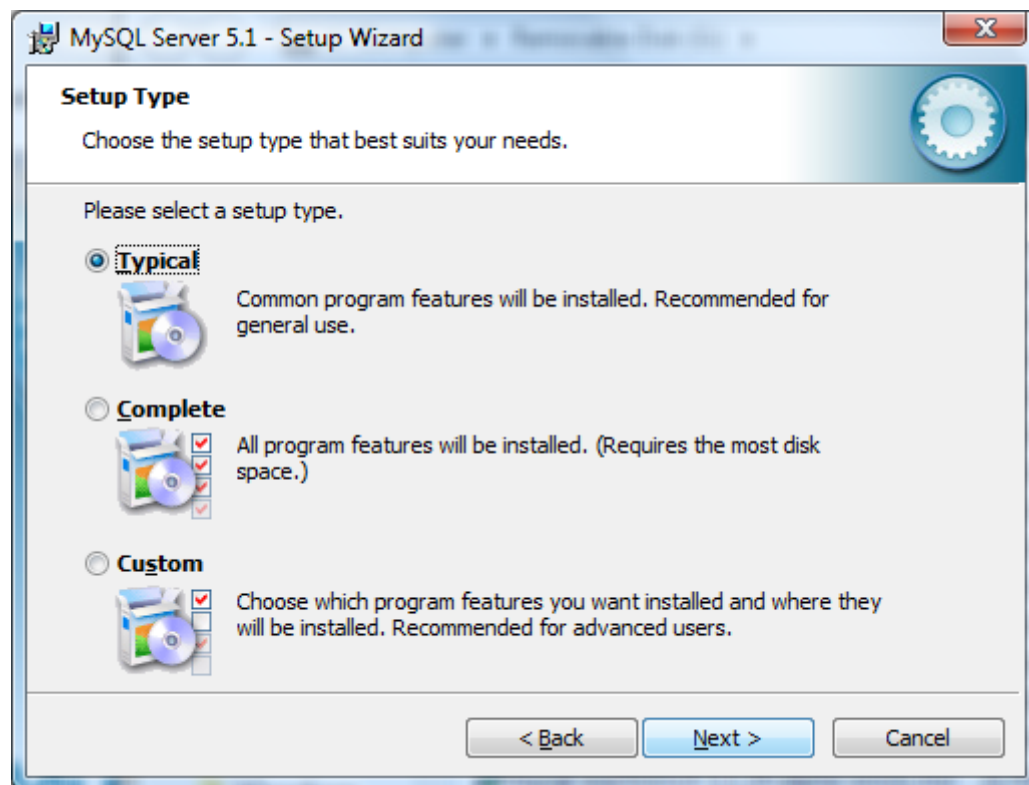 MySQL Server 5.1 - Setup Wizard
Setup Type
Choose the setup type that best suits your needs.
Please select a setup type.
Typical
Common program features will be installed. Recommended for
general use.
Complete
All program features will be installed. (Requires the most disk
space.)
Custom
Choose which program features you want installed and where they
will be installed. Recommended for advanced users.
< Back
Next >
Cancel